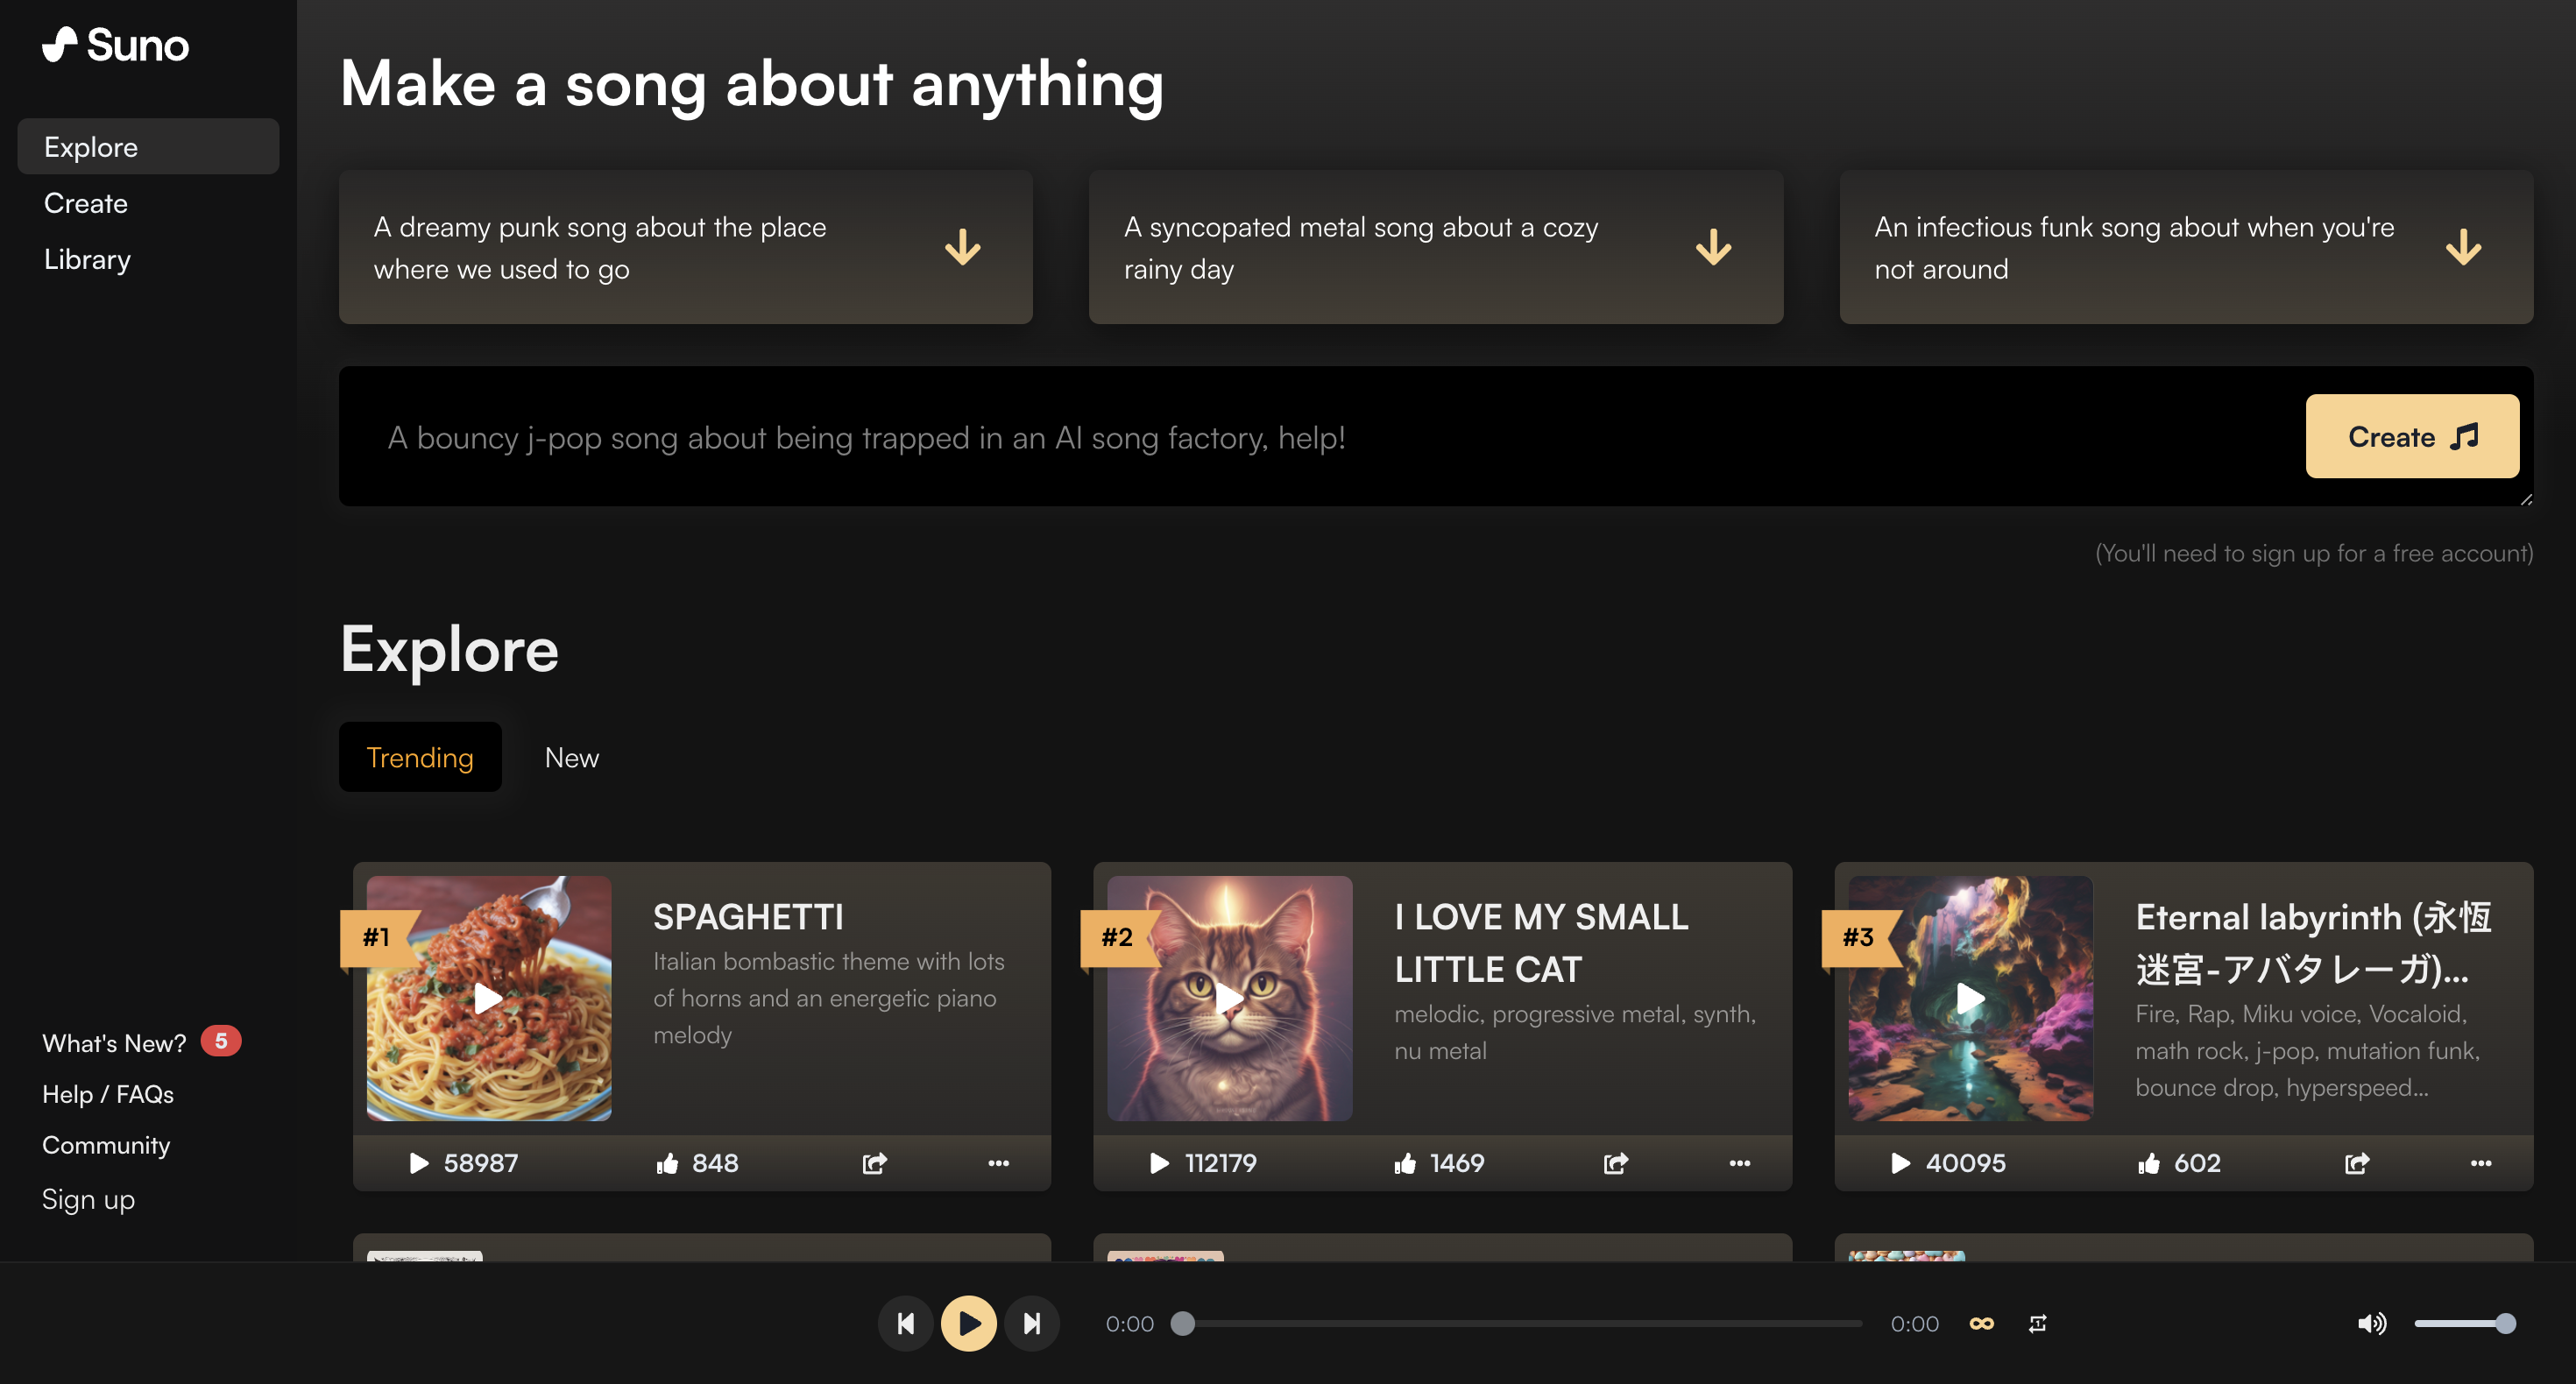 Suno
Explore
Create
Library
What's New? 5
Help / FAQs
Community
Sign up
Make a song about anything
A dreamy punk song about the place
where we used to go
A syncopated metal song about a cozy
rainy day
An infectious funk song about when you're
not around
A bouncy j-pop song about being trapped in an AI song factory, help!
Create
(You'll need to sign up for a free account)
Explore
Trending
New
#1
SPAGHETTI
Italian bombastic theme with lots
of horns and an energetic piano
melody
58987
848
#2
I LOVE MY SMALL
LITTLE CAT
melodic, progressive metal, synth,
nu metal
112179
1469
#3
Eternal labyrinth (永恆
迷宮-アバタレーガ)...
Fire, Rap, Miku voice, Vocaloid,
math rock, j-pop, mutation funk,
bounce drop, hyperspeed...
40095
602
0:00
0:00